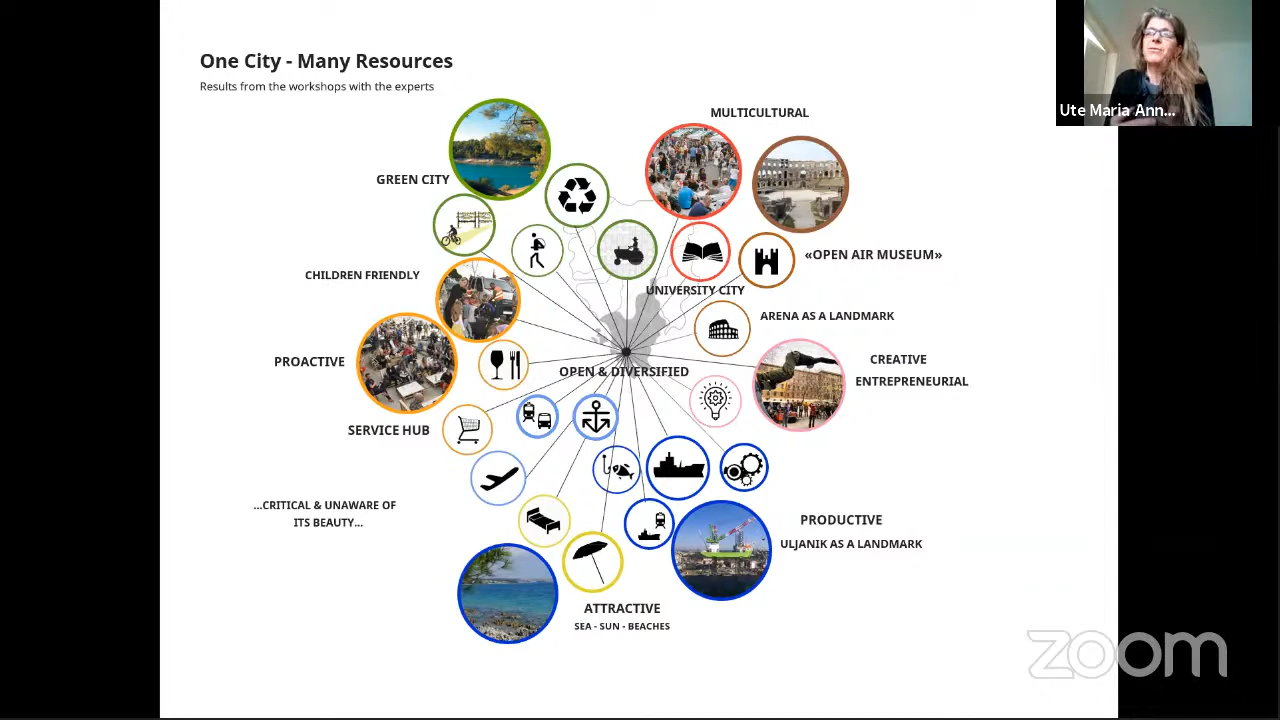 One City - Many Resources
Results from the workshops with the experts
Ute Maria Ann...
MULTICULTURAL
GREEN CITY
«OPEN AIR MUSEUM»
CHILDREN FRIENDLY
UNIVERSITY CITY
ARENA AS A LANDMARK
PROACTIVE
OPEN & DIVERSIFIED
CREATIVE
ENTREPRENEURIAL
SERVICE HUB
...CRITICAL & UNAWARE OF
ITS BEAUTY...
PRODUCTIVE
ULJANIK AS A LANDMARK
ATTRACTIVE
SEA - SUN - BEACHES
zoom